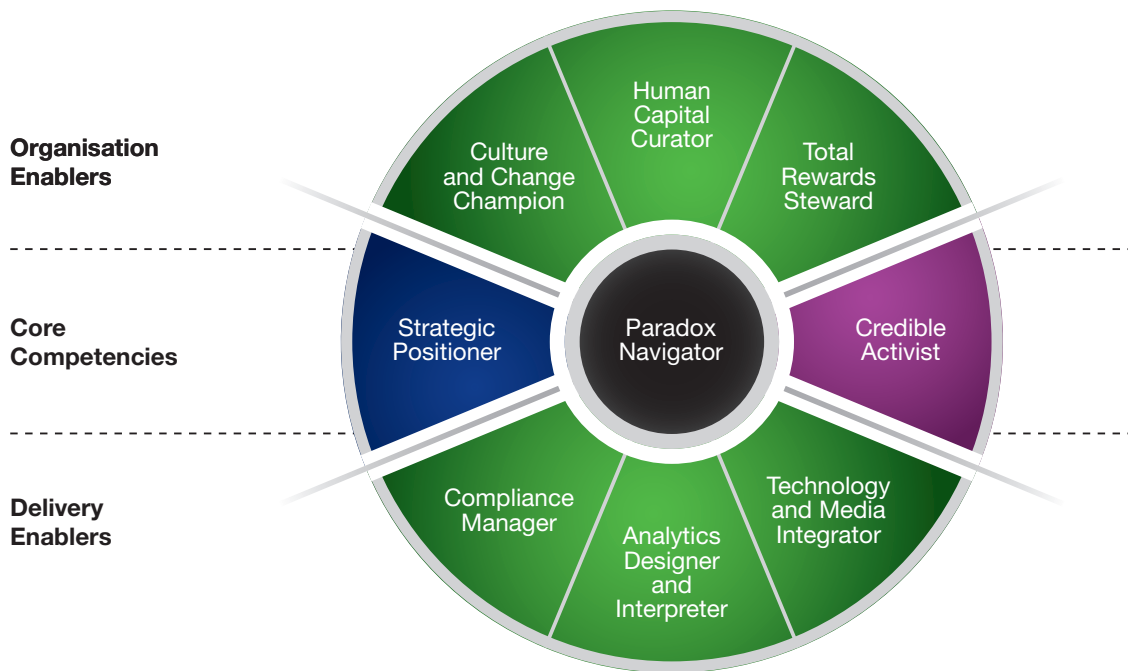 Organisation
Enablers
Culture
and Change
Champion
Human
Capital
Curator
Total
Rewards
Steward
Core
Competencies
Strategic
Positioner
Paradox
Navigator
Credible
Activist
Delivery
Enablers
Compliance
Manager
Analytics
Designer
and
Interpreter
Technology
and Media
Integrator